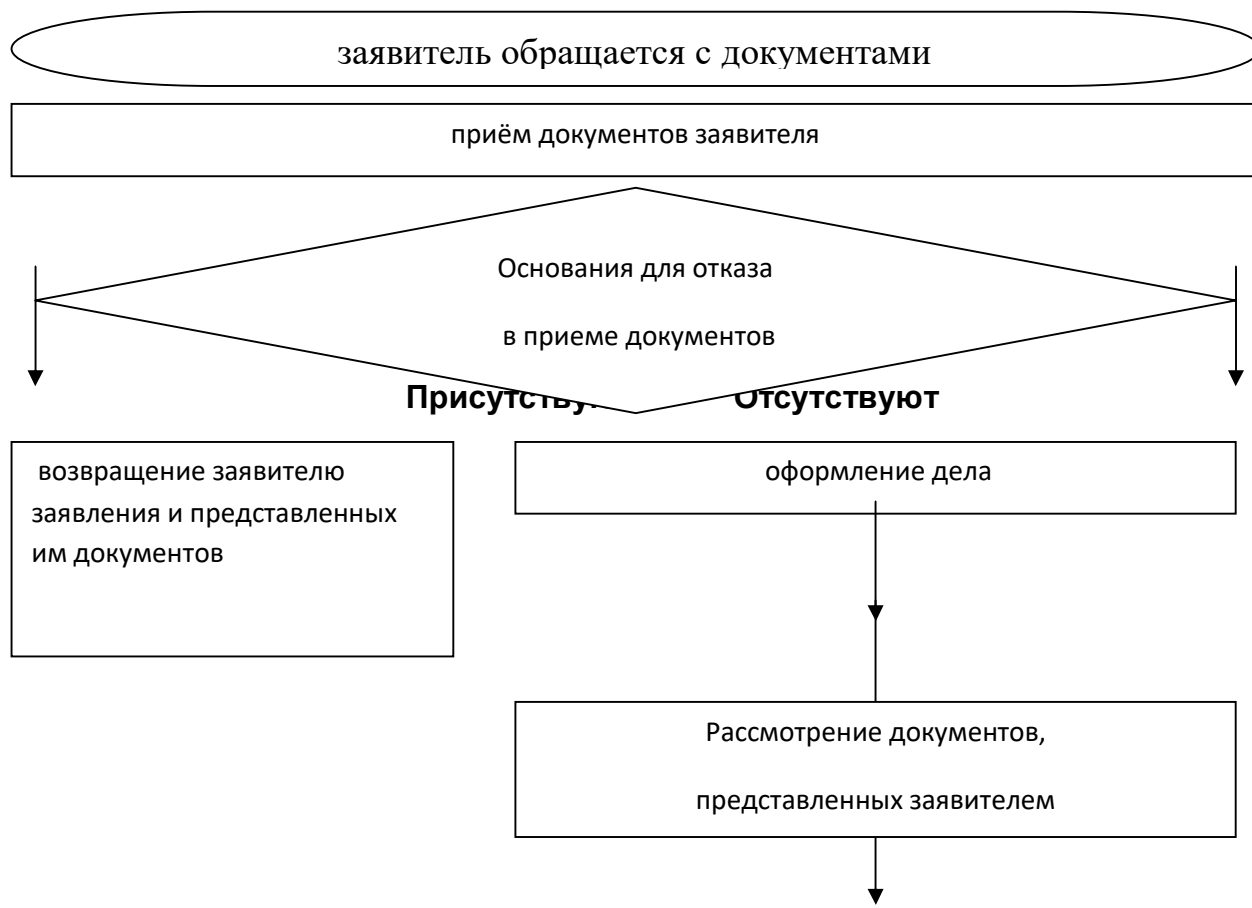 заявитель обращается с документами
приём документов заявителя
Основания для отказа
в приеме документов
Отсутствуют
возвращение заявителю
заявления и представленных
им документов
оформление дела
Рассмотрение документов,
представленных заявителем